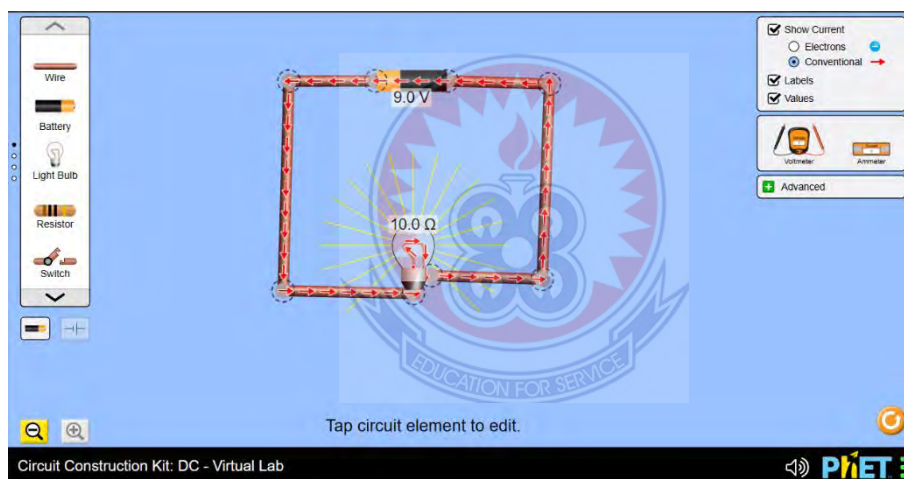 Wire
Battery
Light Bulb
Resistor
Switch
9.0 V
10.0 Ω
Show Current
Electrons
Conventional
Labels
Values
Voltmeter
Ammeter
Advanced
EDUCATION FOR SERVICE
Tap circuit element to edit.
Circuit Construction Kit: DC - Virtual Lab
PhET